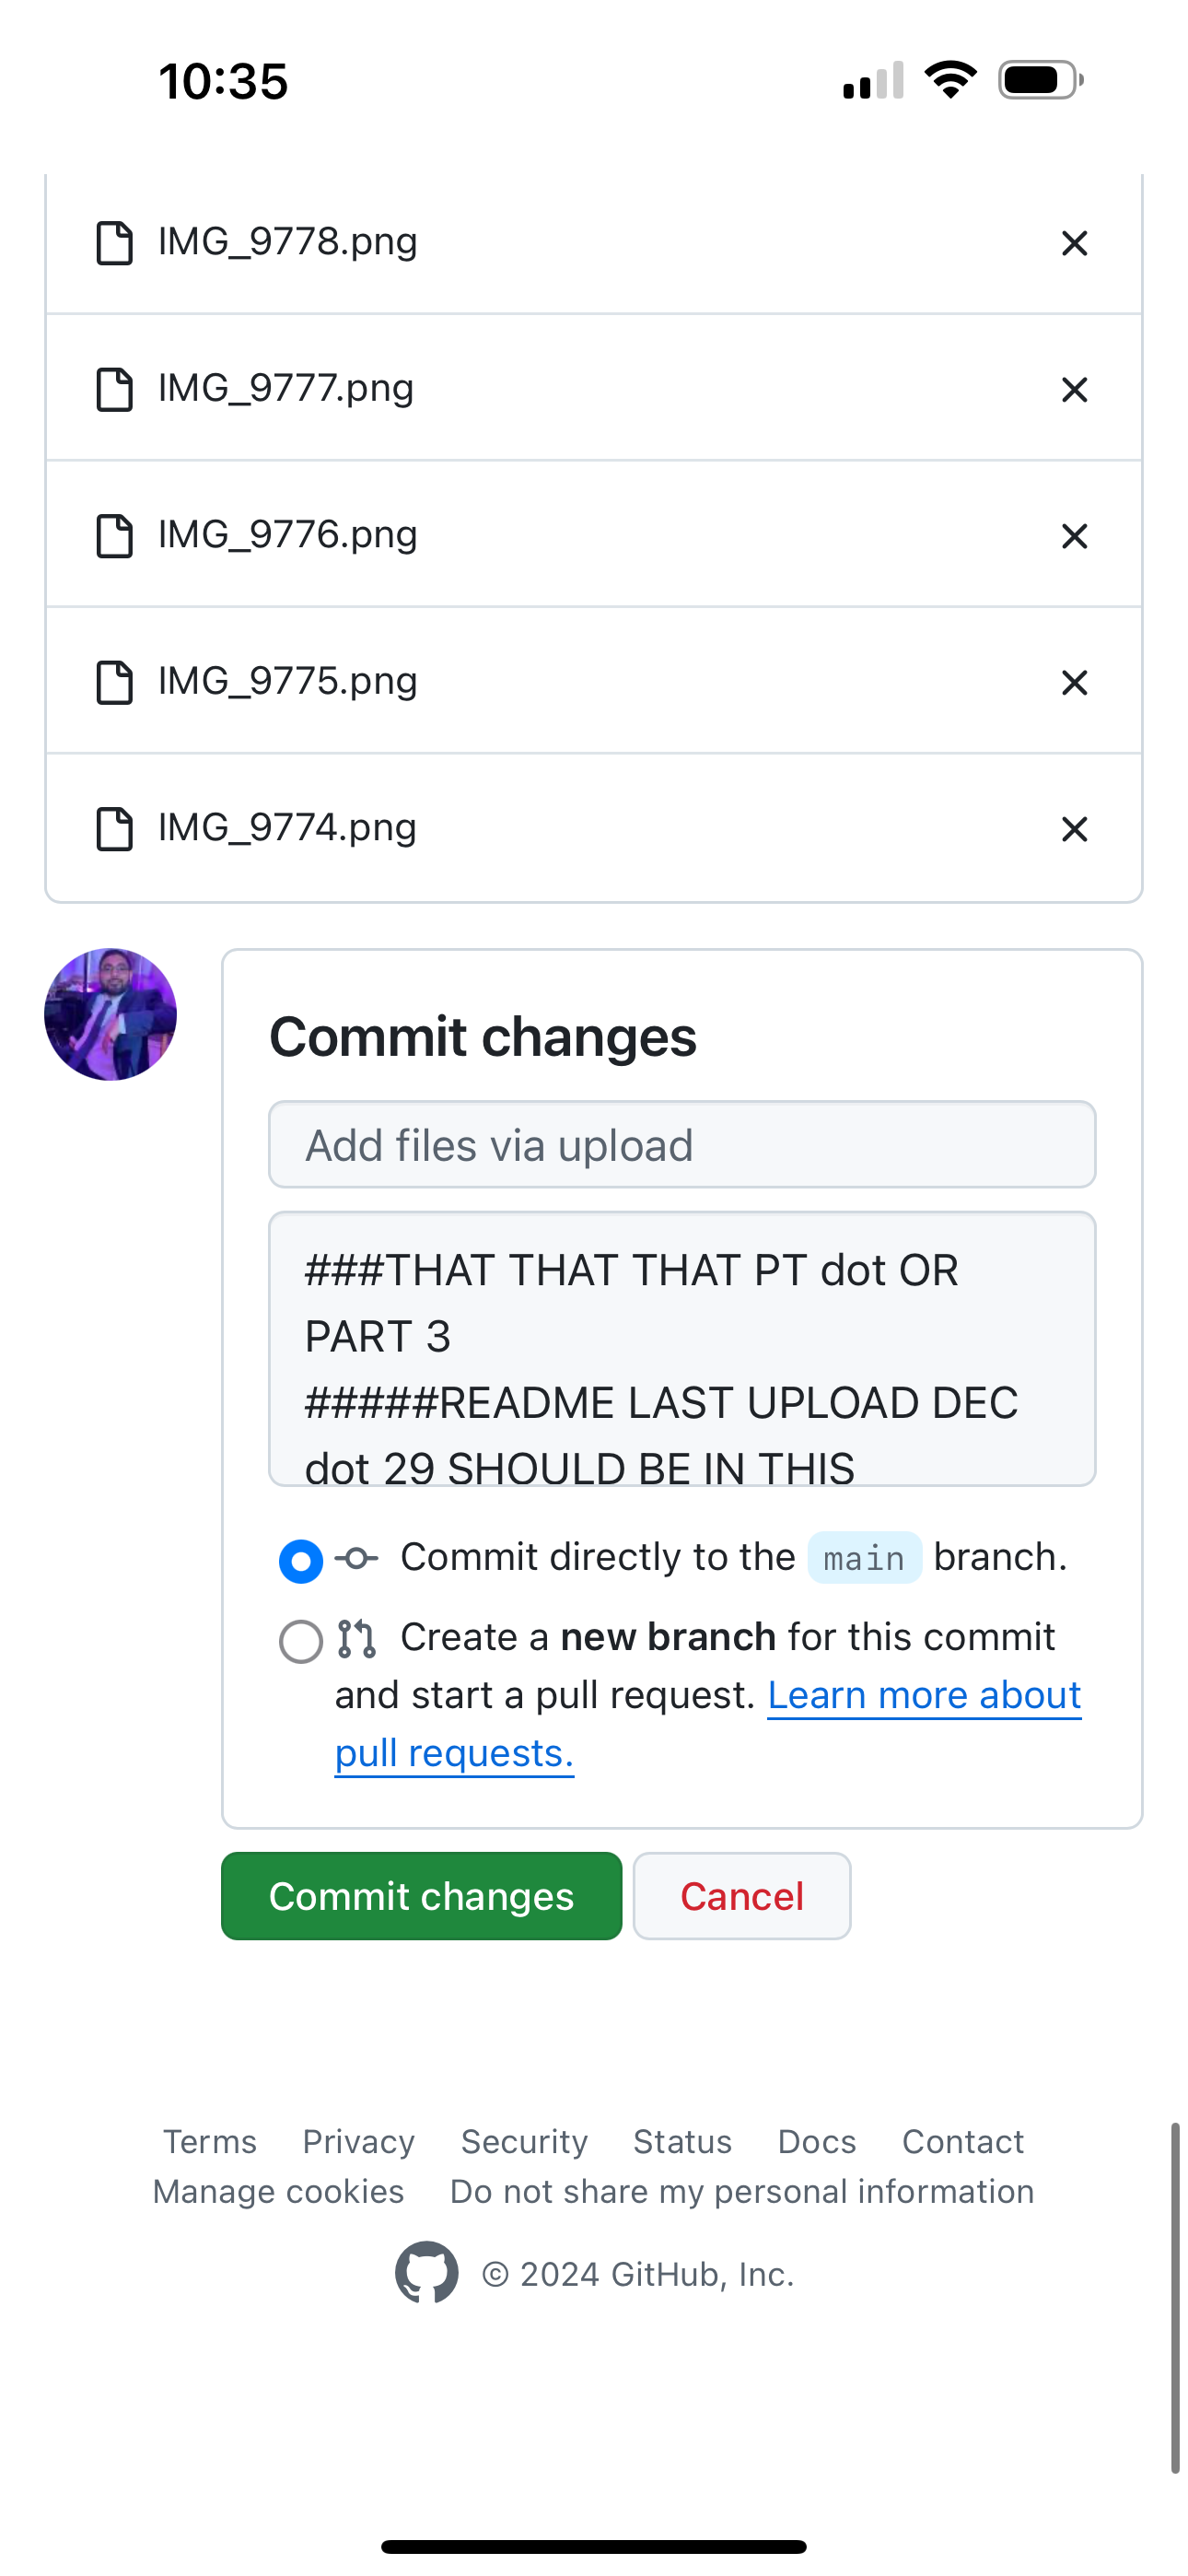 10:35
IMG_9778.png
IMG_9777.png
IMG_9776.png
IMG_9775.png
IMG_9774.png
Commit changes
Add files via upload
###THAT THAT THAT PT dot OR
PART 3
#####README LAST UPLOAD DEC
dot 29 SHOULD BE IN THIS
Commit directly to the main branch.
Create a new branch for this commit
and start a pull request. Learn more about
pull requests.
Commit changes Cancel
Terms Privacy Security Status Docs Contact
Manage cookies Do not share my personal information
© 2024 GitHub, Inc.